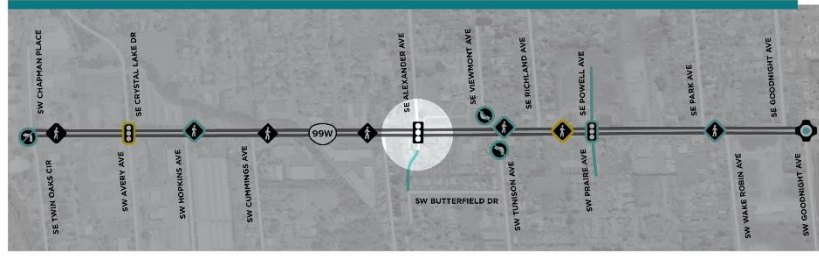 SW CHAPMAN PLACE
SE CRYSTAL LAKE DR
SE ALEXANDER AVE
SE VIEWMONT AVE
SE RICHLAND AVE
SE POWELL AVE
SE PARK AVE
SE GOODNIGHT AVE
99W
SE TWIN OAKS CIR
SW AVERY AVE
SW HOPKINS AVE
SW CUMMINGS AVE
SW BUTTERFIELD DR
SW TUNISON AVE
SW PRAIRE AVE
SW WAKE ROBIN AVE
SW GOODNIGHT AVE